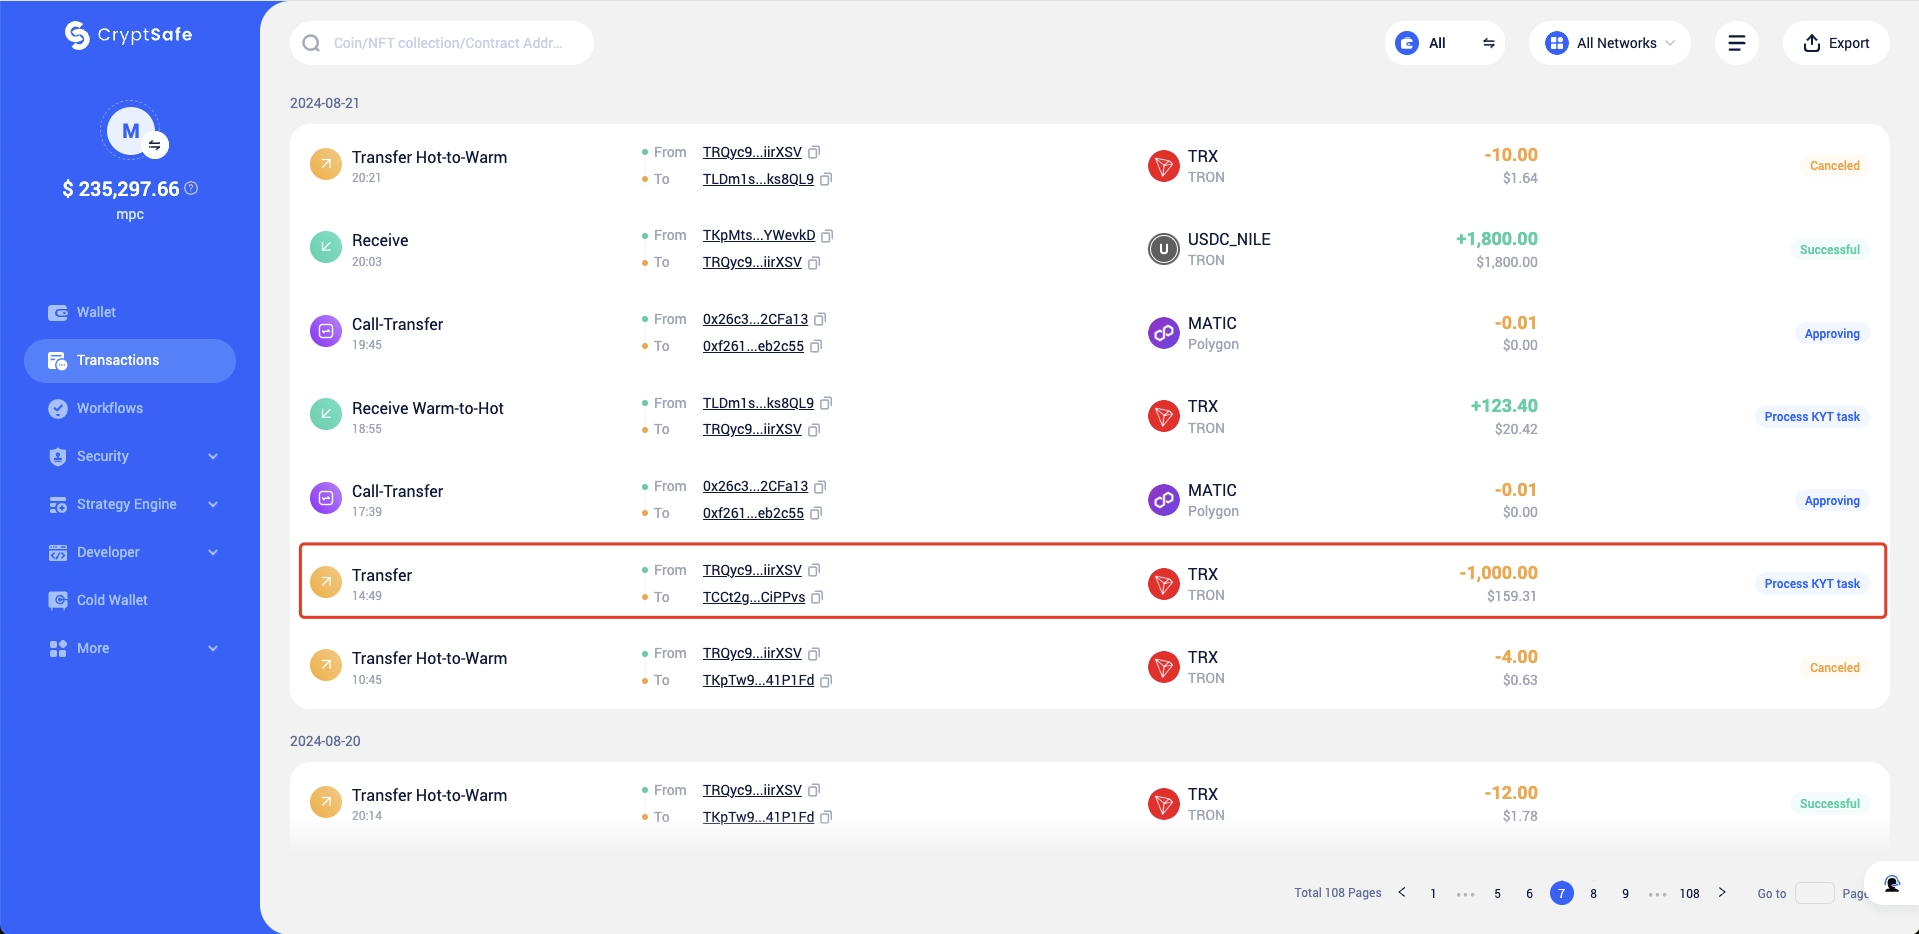 CryptSafe
Coin/NFT collection/Contract Addr...
All
All Networks
Export
M
$ 235,297.66
mpc
Wallet
Transactions
Workflows
Security
Strategy Engine
Developer
Cold Wallet
More
2024-08-21
Transfer Hot-to-Warm
20:21
From TRQyc9...iirXSV
To TLDm1s...ks8QL9
TRX
TRON
-10.00
$1.64
Canceled
Receive
20:03
From TKpMts...YWevkD
To TRQyc9...iirXSV
U
USDC_NILE
TRON
+1,800.00
$1,800.00
Successful
Call-Transfer
19:45
From 0x26c3...2CFa13
To 0xf261...eb2c55
MATIC
Polygon
-0.01
$0.00
Approving
Receive Warm-to-Hot
18:55
From TLDm1s...ks8QL9
To TRQyc9...iirXSV
TRX
TRON
+123.40
$20.42
Process KYT task
Call-Transfer
17:39
From 0x26c3...2CFa13
To 0xf261...eb2c55
MATIC
Polygon
-0.01
$0.00
Approving
Transfer
14:49
From TRQyc9...iirXSV
To TCCt2g...CiPPvs
TRX
TRON
-1,000.00
$159.31
Process KYT task
Transfer Hot-to-Warm
10:45
From TRQyc9...iirXSV
To TKpTw9...41P1Fd
TRX
TRON
-4.00
$0.63
Canceled
2024-08-20
Transfer Hot-to-Warm
20:14
From TRQyc9...iirXSV
To TKpTw9...41P1Fd
TRX
TRON
-12.00
$1.78
Successful
Total 108 Pages < 1 ••• 5 6 7 8 9 ••• 108 > Go to Page